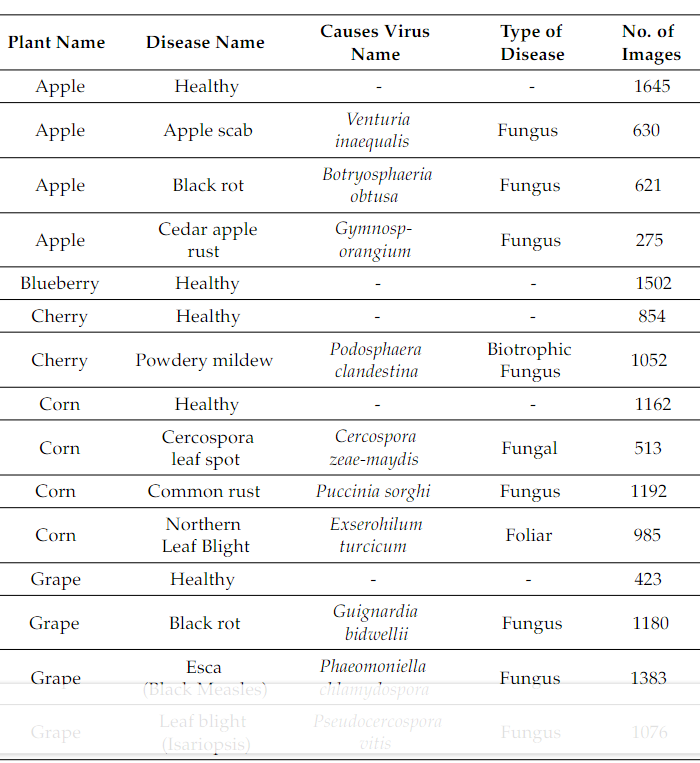 Plant Name Disease Name Causes Virus Name Type of Disease No. of Images
Apple Healthy - - 1645
Apple Apple scab Venturia inaequalis Fungus 630
Apple Black rot Botryosphaeria obtusa Fungus 621
Apple Cedar apple rust Gymnosp-orangium Fungus 275
Blueberry Healthy - - 1502
Cherry Healthy - - 854
Cherry Powdery mildew Podosphaera clandestina Biotrophic Fungus 1052
Corn Healthy - - 1162
Corn Cercospora leaf spot Cercospora zeae-maydis Fungal 513
Corn Common rust Puccinia sorghi Fungus 1192
Corn Northern Leaf Blight Exserohilum turcicum Foliar 985
Grape Healthy - - 423
Grape Black rot Guignardia bidwellii Fungus 1180
Grape Esca (Black Measles) Phaeomoniella chlamydospora Fungus 1383
Grape Leaf blight (Isariopsis) Pseudocercospora vitis Fungus 1076